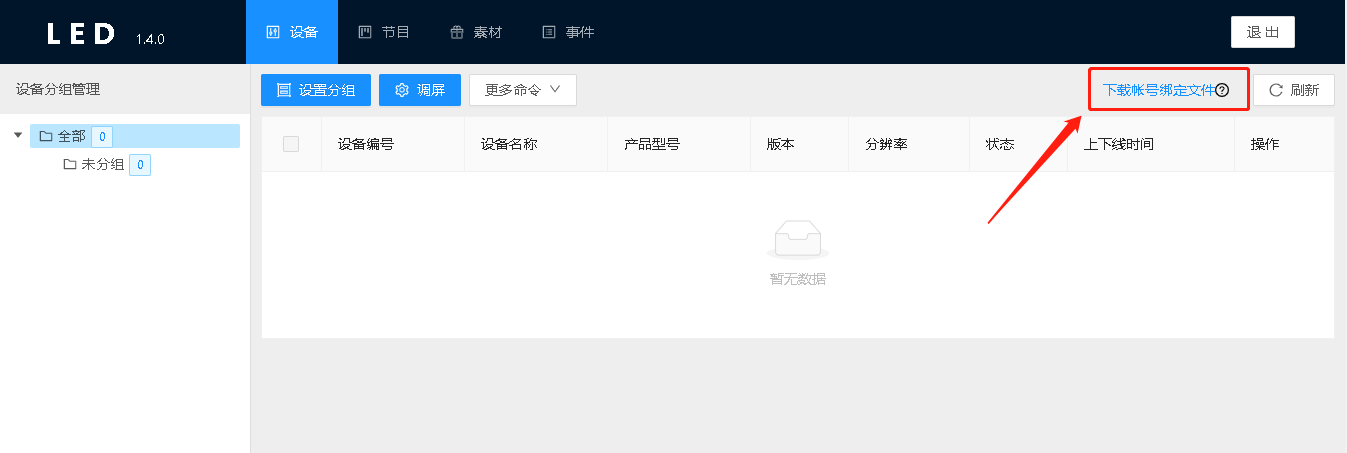 LED 1.4.0 设备 节目 素材 事件 退出
设备分组管理
设置分组 调屏 更多命令 下载帐号绑定文件 刷新
全部 0
未分组 0
设备编号 设备名称 产品型号 版本 分辨率 状态 上下线时间 操作
暂无数据